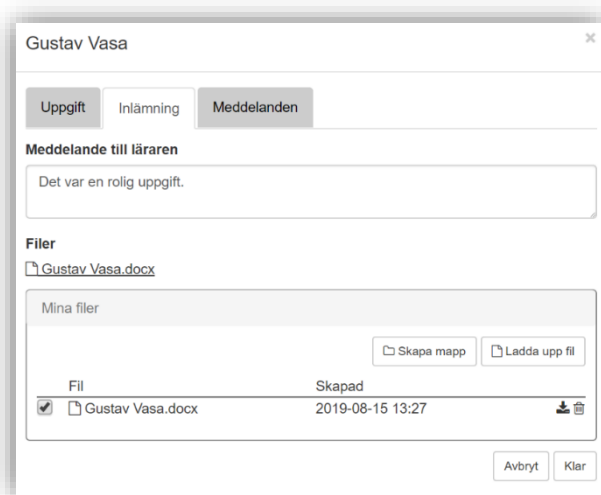 Gustav Vasa
Uppgift Inlämning Meddelanden
Meddelande till läraren
Det var en rolig uppgift.
Filer
Gustav Vasa.docx
Mina filer
Skapa mapp Ladda upp fil
Fil Skapad
Gustav Vasa.docx 2019-08-15 13:27
Avbryt Klar